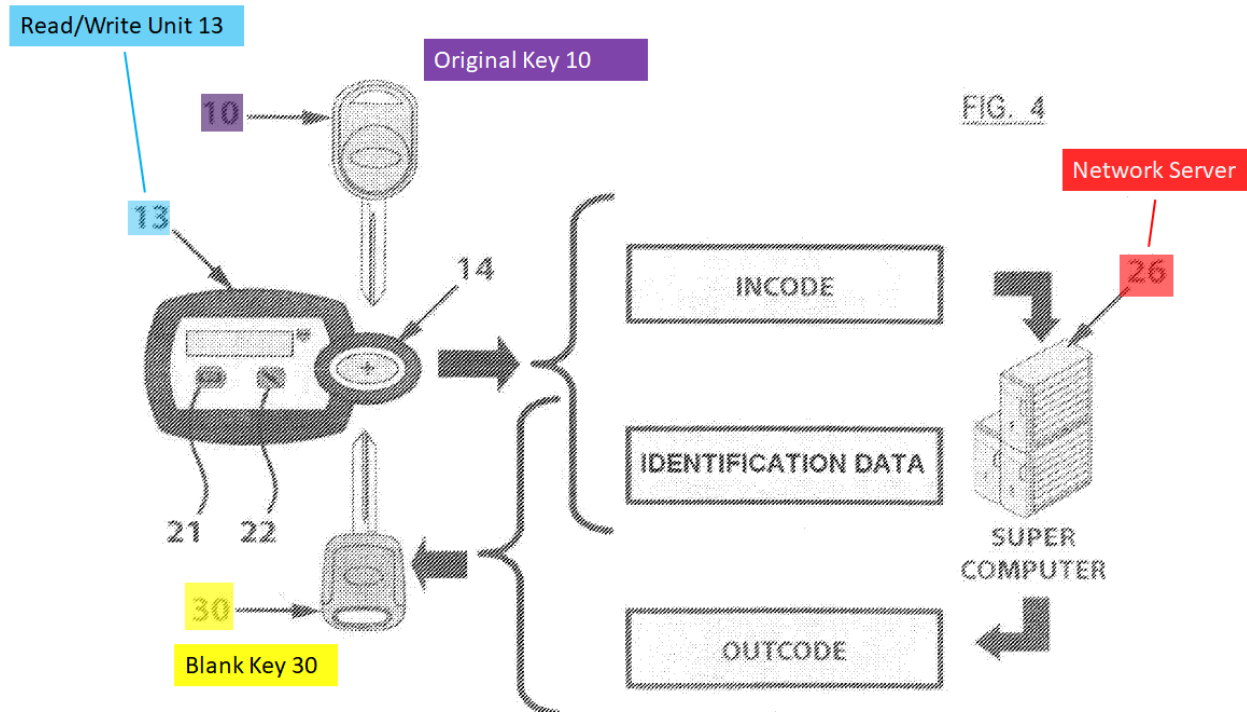 Read/Write Unit 13
Original Key 10
10
FIG. 4
Network Server
13
14
26
INCODE
IDENTIFICATION DATA
21
22
SUPER
COMPUTER
30
OUTCODE
Blank Key 30